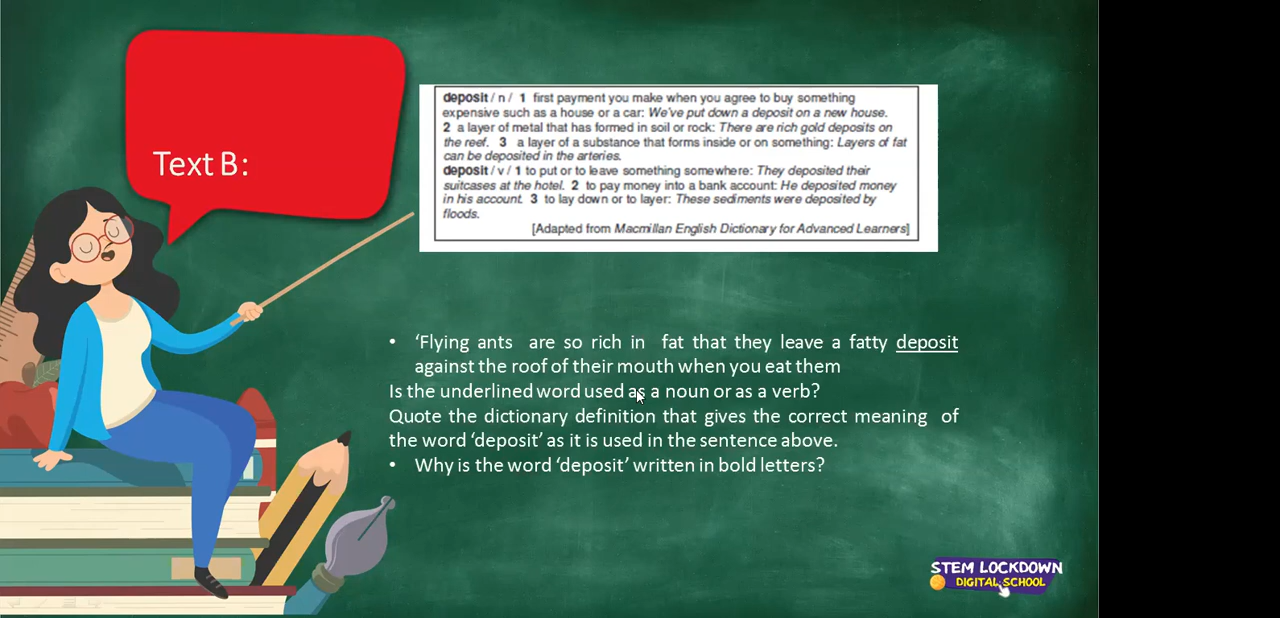 Text B:
deposit / n / 1 first payment you make when you agree to buy something
expensive such as a house or a car: We've put down a deposit on a new house.
2 a layer of metal that has formed in soil or rock: There are rich gold deposits on
the reef. 3 a layer of a substance that forms inside or on something: Layers of fat
can be deposited in the arteries.
deposit / v / 1 to put or to leave something somewhere: They deposited their
suitcases at the hotel. 2 to pay money into a bank account: He deposited money
in his account. 3 to lay down or to layer: These sediments were deposited by
floods.
[Adapted from Macmillan English Dictionary for Advanced Learners]
• ‘Flying ants are so rich in fat that they leave a fatty deposit
against the roof of their mouth when you eat them
Is the underlined word used as a noun or as a verb?
Quote the dictionary definition that gives the correct meaning of
the word ‘deposit’ as it is used in the sentence above.
• Why is the word ‘deposit’ written in bold letters?
STEM LOCKDOWN
DIGITAL SCHOOL